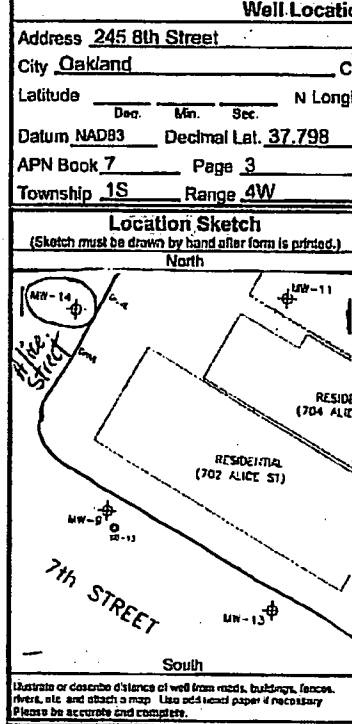 Well Locatio
Address 245 8th Street
City Oakland C
Latitude Deg. Min. Sec. N Longi
Datum NAD83 Decimal Lat. 37.798
APN Book 7 Page 3
Township 1S Range 4W
Location Sketch
(Sketch must be drawn by hand after form is printed.)
North
MW-14
MW-11
Alice
Street
RESIDE
(704 ALIC
RESIDENTIAL
(702 ALICE ST)
MW-9
7th STREET
MW-13
South
Illustrate or describe distance of well from roads, buildings, fences,
rivers, etc. and attach a map. Use additional paper if necessary
Please be accurate and complete.